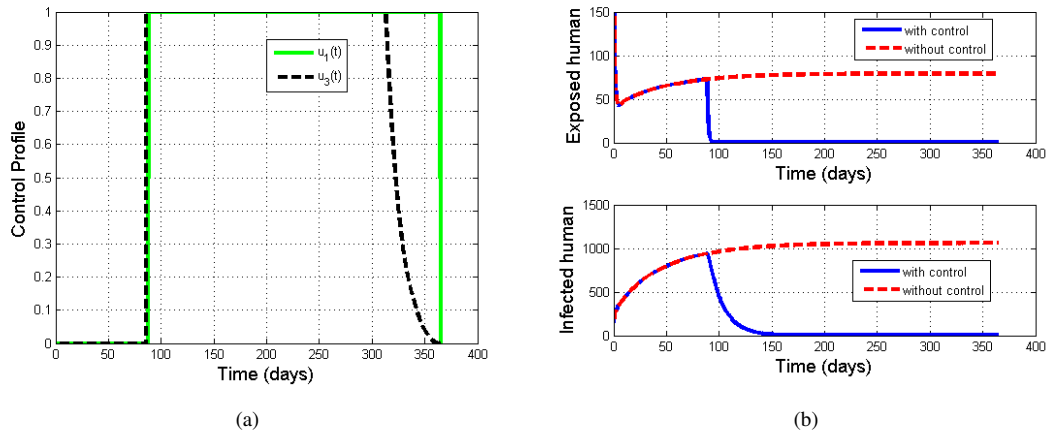 1
0.9
0.8
0.7
0.6
0.5
0.4
0.3
0.2
0.1
0
Control Profile
u1(t)
u3(t)
0 50 100 150 200 250 300 350 400
Time (days)
(a)
150
100
50
0
Exposed human
with control
without control
0 50 100 150 200 250 300 350 400
Time (days)
1500
1000
500
0
Infected human
with control
without control
0 50 100 150 200 250 300 350 400
Time (days)
(b)